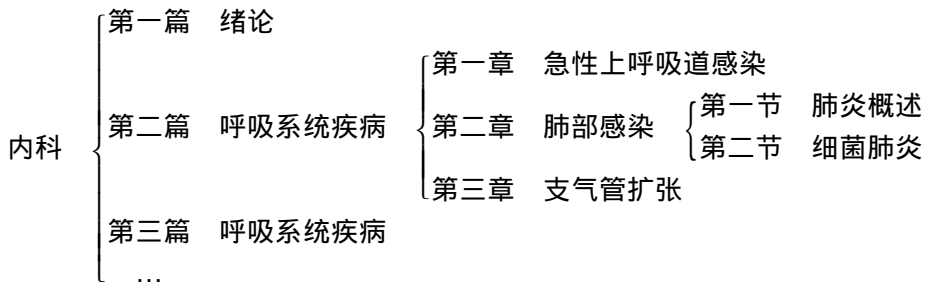 第一篇 绪论
第一章 急性上呼吸道感染
第一节 肺炎概述
内科 第二篇 呼吸系统疾病 第二章 肺部感染
第二节 细菌肺炎
第三章 支气管扩张
第三篇 呼吸系统疾病
...